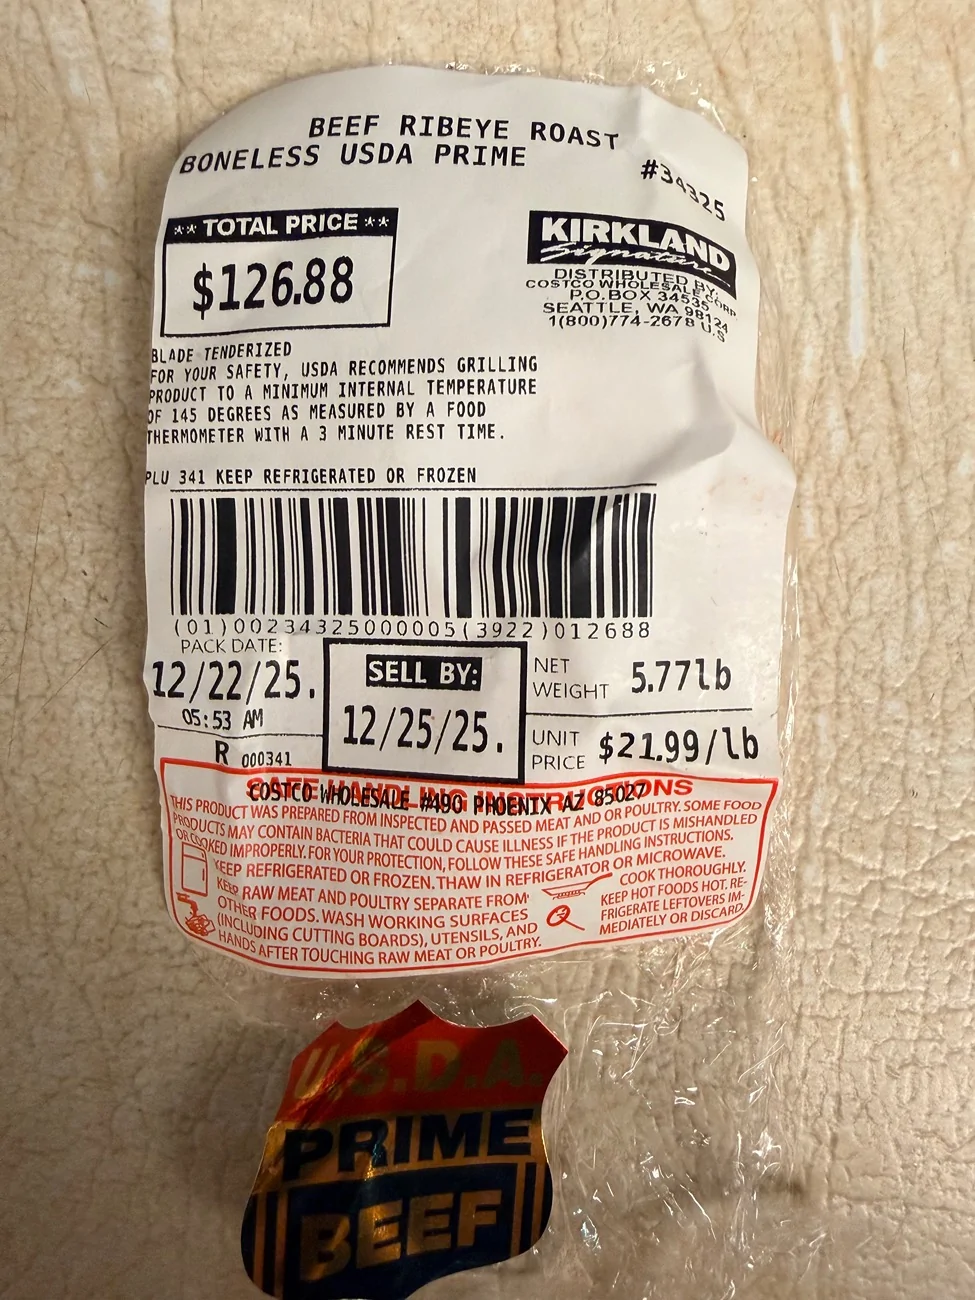 BEEF RIBEYE ROAST
BONELESS USDA PRIME
#34325
** TOTAL PRICE **
$126.88
KIRKLAND
Signature
DISTRIBUTED BY:
COSTCO WHOLESALE CORP
P.O. BOX 34535
SEATTLE, WA 98124
1(800)774-2678 U.S
BLADE TENDERIZED
FOR YOUR SAFETY, USDA RECOMMENDS GRILLING
PRODUCT TO A MINIMUM INTERNAL TEMPERATURE
OF 145 DEGREES AS MEASURED BY A FOOD
THERMOMETER WITH A 3 MINUTE REST TIME.
PLU 341 KEEP REFRIGERATED OR FROZEN
(01)00234325000005(3922)012688
PACK DATE:
12/22/25.
05:53 AM
R 000341
SELL BY:
12/25/25.
NET
WEIGHT 5.77lb
UNIT
PRICE $21.99/lb
SAFE HANDLING INSTRUCTIONS
COSTCO WHOLESALE #490 PHOENIX AZ 85027
THIS PRODUCT WAS PREPARED FROM INSPECTED AND PASSED MEAT AND OR POULTRY. SOME FOOD
PRODUCTS MAY CONTAIN BACTERIA THAT COULD CAUSE ILLNESS IF THE PRODUCT IS MISHANDLED
OR COOKED IMPROPERLY. FOR YOUR PROTECTION, FOLLOW THESE SAFE HANDLING INSTRUCTIONS.
KEEP REFRIGERATED OR FROZEN. THAW IN REFRIGERATOR OR MICROWAVE.
KEEP RAW MEAT AND POULTRY SEPARATE FROM
OTHER FOODS. WASH WORKING SURFACES
(INCLUDING CUTTING BOARDS), UTENSILS, AND
HANDS AFTER TOUCHING RAW MEAT OR POULTRY.
COOK THOROUGHLY.
KEEP HOT FOODS HOT. RE-
FRIGERATE LEFTOVERS IM-
MEDIATELY OR DISCARD.
U.S.D.A.
PRIME
BEEF